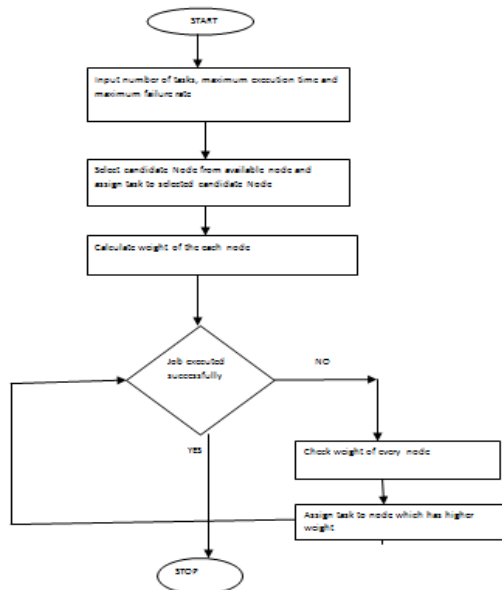 START
Input number of tasks, maximum execution time and
maximum failure rate
Select candidate Node from available node and
assign task to selected candidate Node
Calculate weight of the each node
Job executed
successfully
NO
YES
Check weight of every node
Assign task to node which has higher
weight
STOP